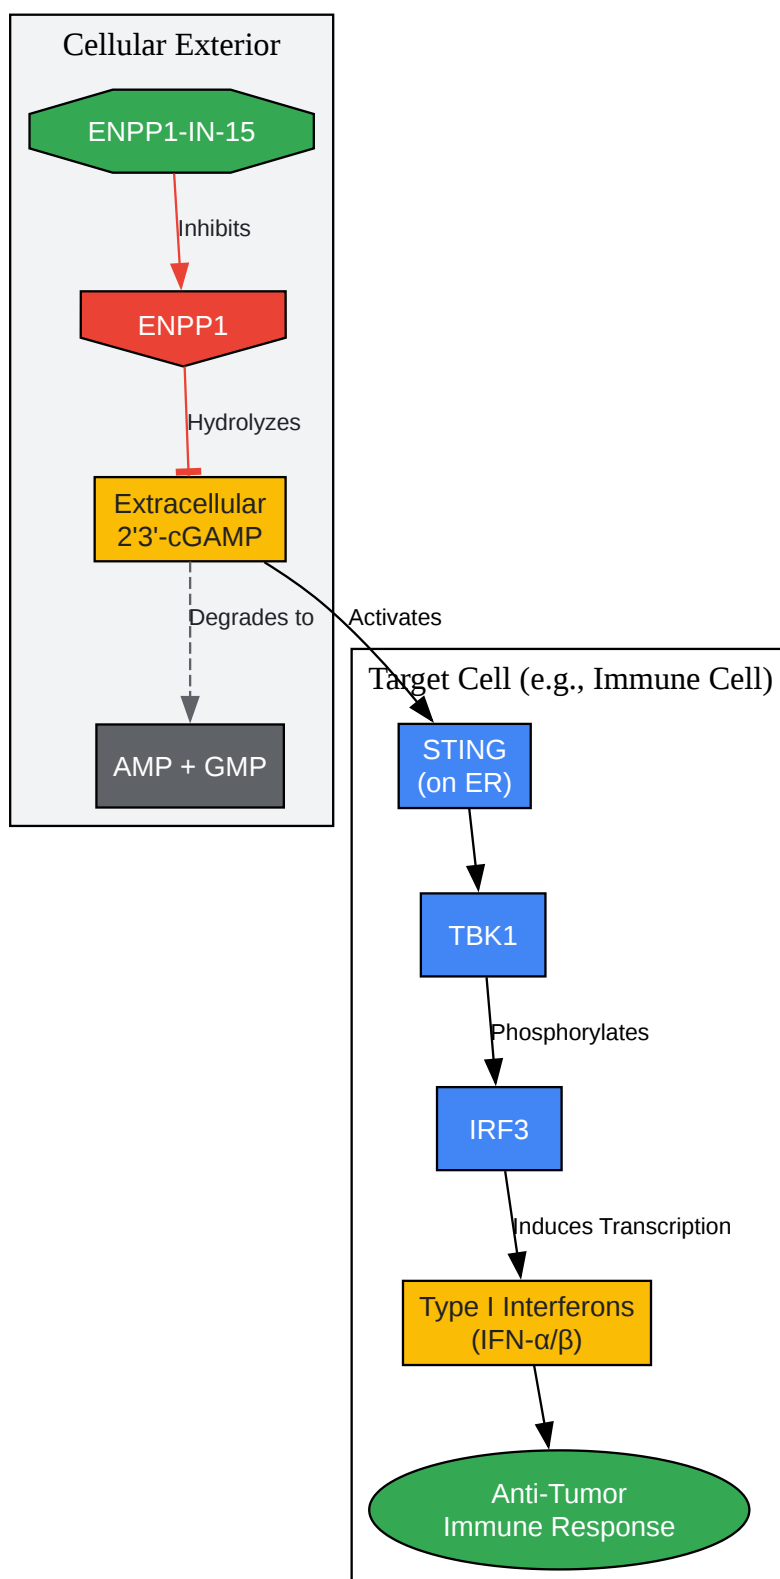 Cellular Exterior
ENPP1-IN-15
Inhibits
ENPP1
Hydrolyzes
Extracellular
2'3'-cGAMP
Degrades to
Activates
AMP + GMP
Target Cell (e.g., Immune Cell)
STING
(on ER)
TBK1
Phosphorylates
IRF3
Induces Transcription
Type I Interferons
(IFN-α/β)
Anti-Tumor
Immune Response